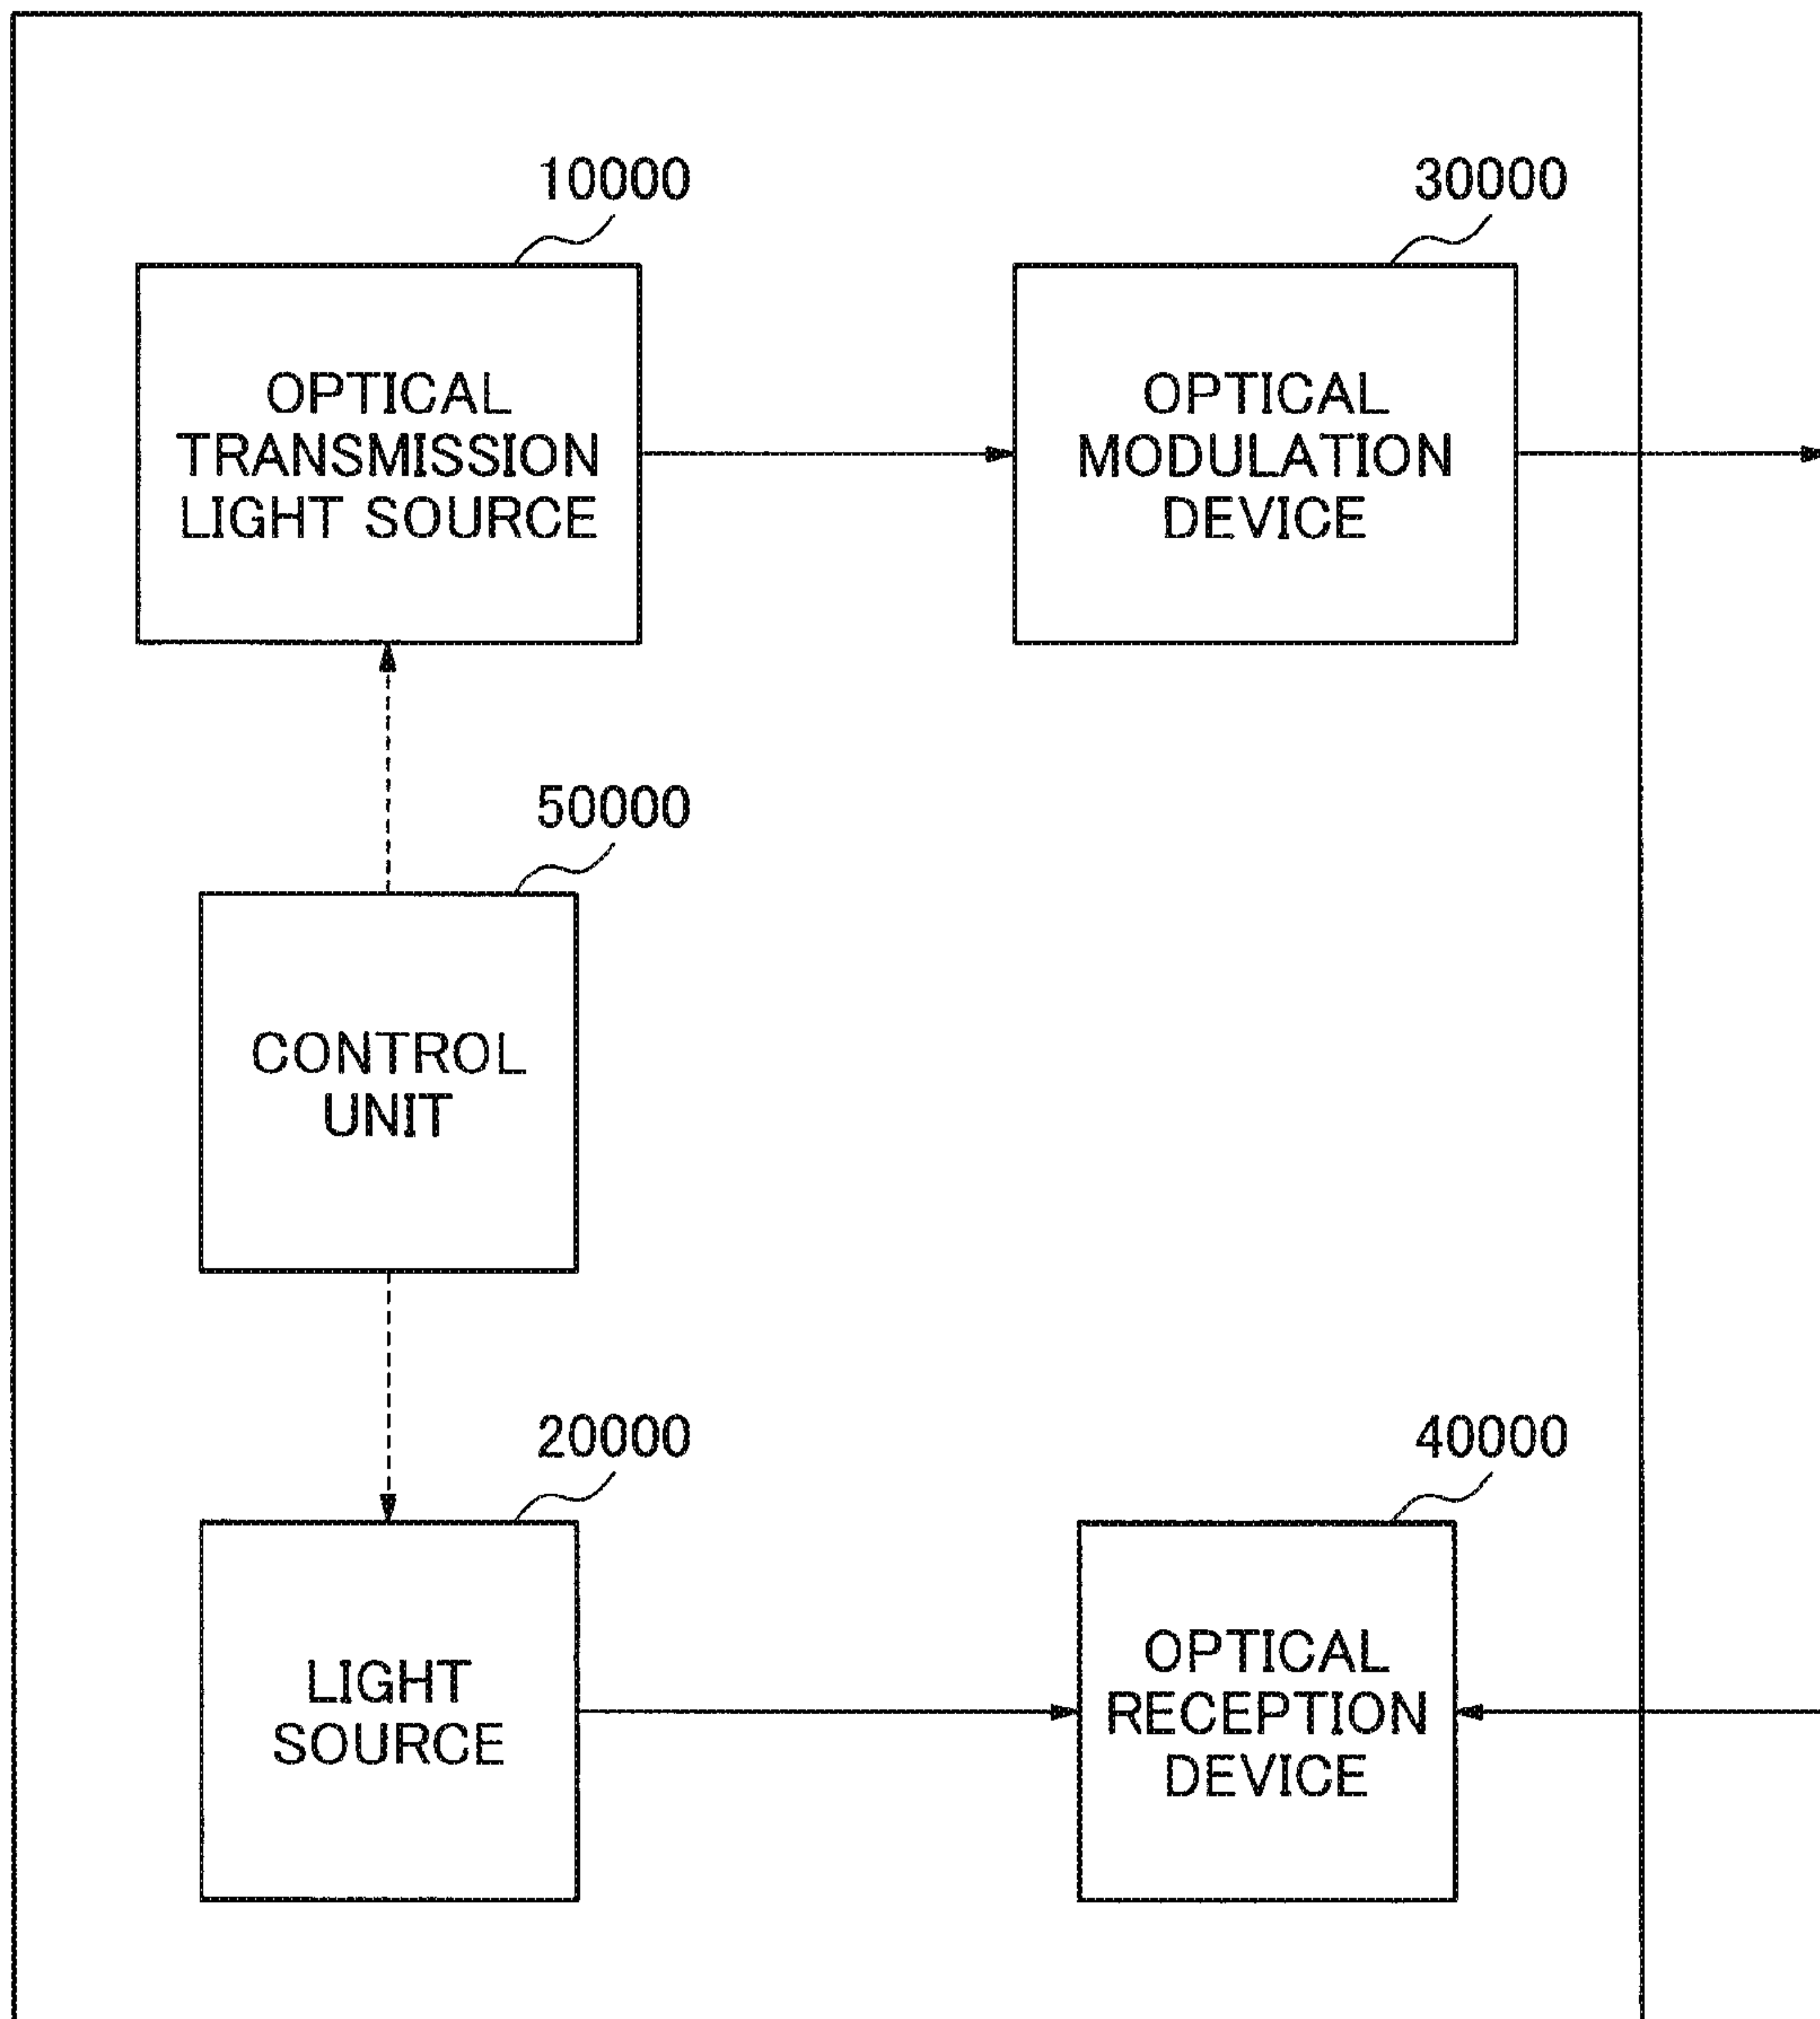 10000
OPTICAL
TRANSMISSION
LIGHT SOURCE
30000
OPTICAL
MODULATION
DEVICE
50000
CONTROL
UNIT
20000
LIGHT
SOURCE
40000
OPTICAL
RECEPTION
DEVICE